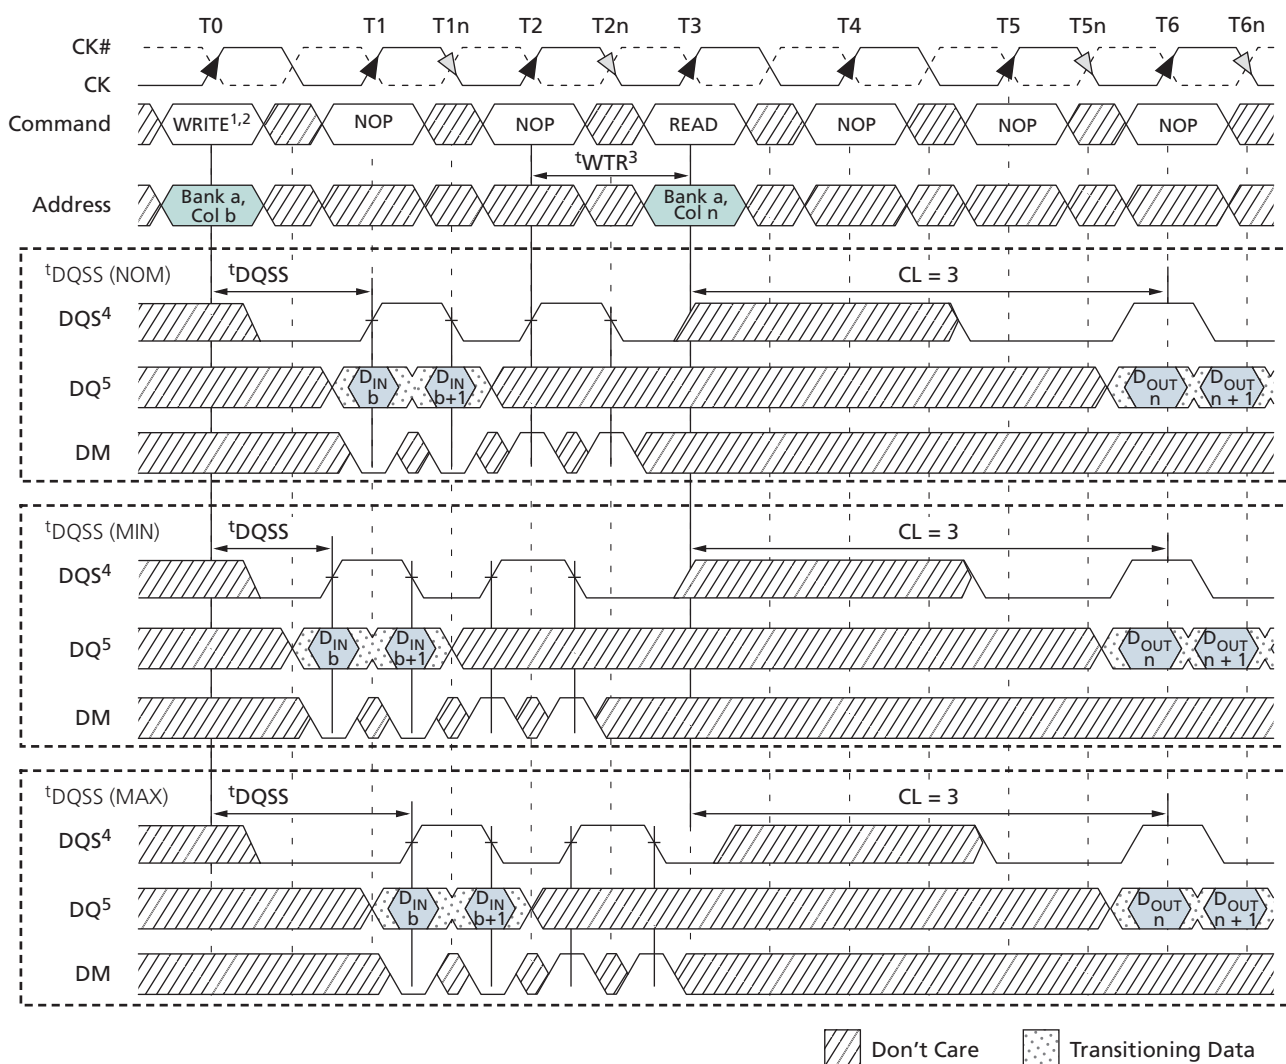 T0 T1 T1n T2 T2n T3 T4 T5 T5n T6 T6n
CK#
CK
Command WRITE1,2 NOP NOP READ NOP NOP NOP
tWTR3
Address Bank a, Col b Bank a, Col n
tDQSS (NOM) tDQSS CL = 3
DQS4
DQ5 DIN b DIN b+1 DOUT n DOUT n + 1
DM
tDQSS (MIN) tDQSS CL = 3
DQS4
DQ5 DIN b DIN b+1 DOUT n DOUT n + 1
DM
tDQSS (MAX) tDQSS CL = 3
DQS4
DQ5 DIN b DIN b+1 DOUT n DOUT n + 1
DM
Don't Care Transitioning Data